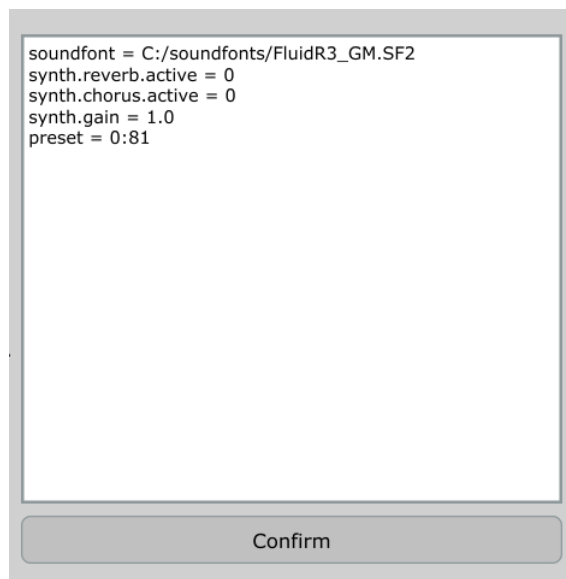 soundfont = C:/soundfonts/FluidR3_GM.SF2
synth.reverb.active = 0
synth.chorus.active = 0
synth.gain = 1.0
preset = 0:81
Confirm